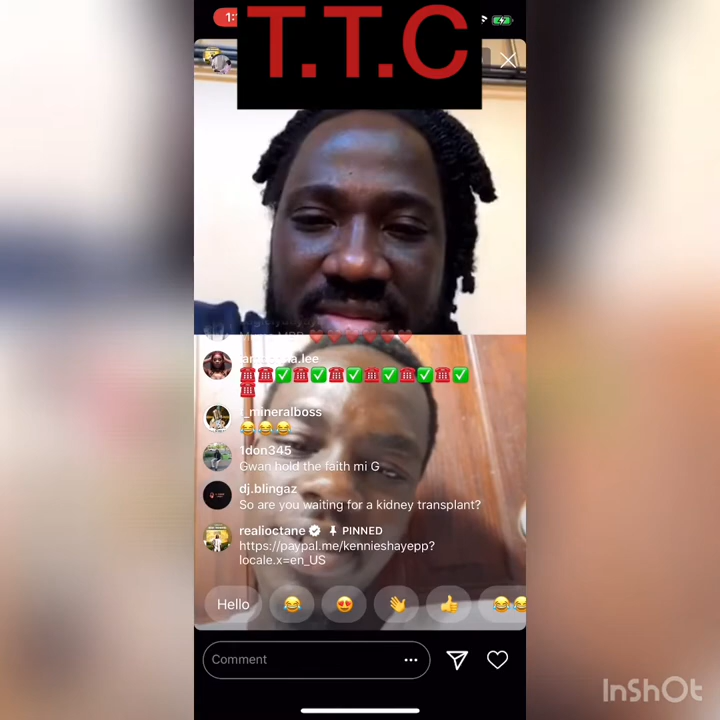 T.T.C
😂😂😂
t_mineralboss
1don345
Gwan hold the faith mi G
dj.blingaz
So are you waiting for a kidney transplant?
realioctane PINNED
https://paypal.me/kennieshayepp?
locale.x=en_US
Hello
Comment
InShOt